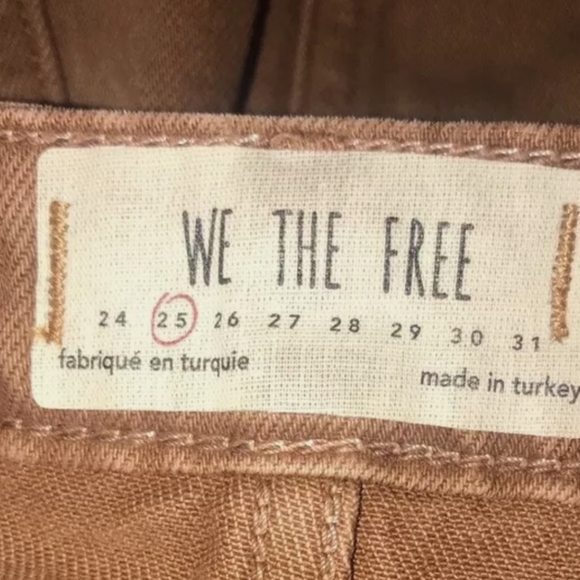 WE THE FREE
24 25 26 27 28 29 30 31
fabriqué en turquie
made in turkey